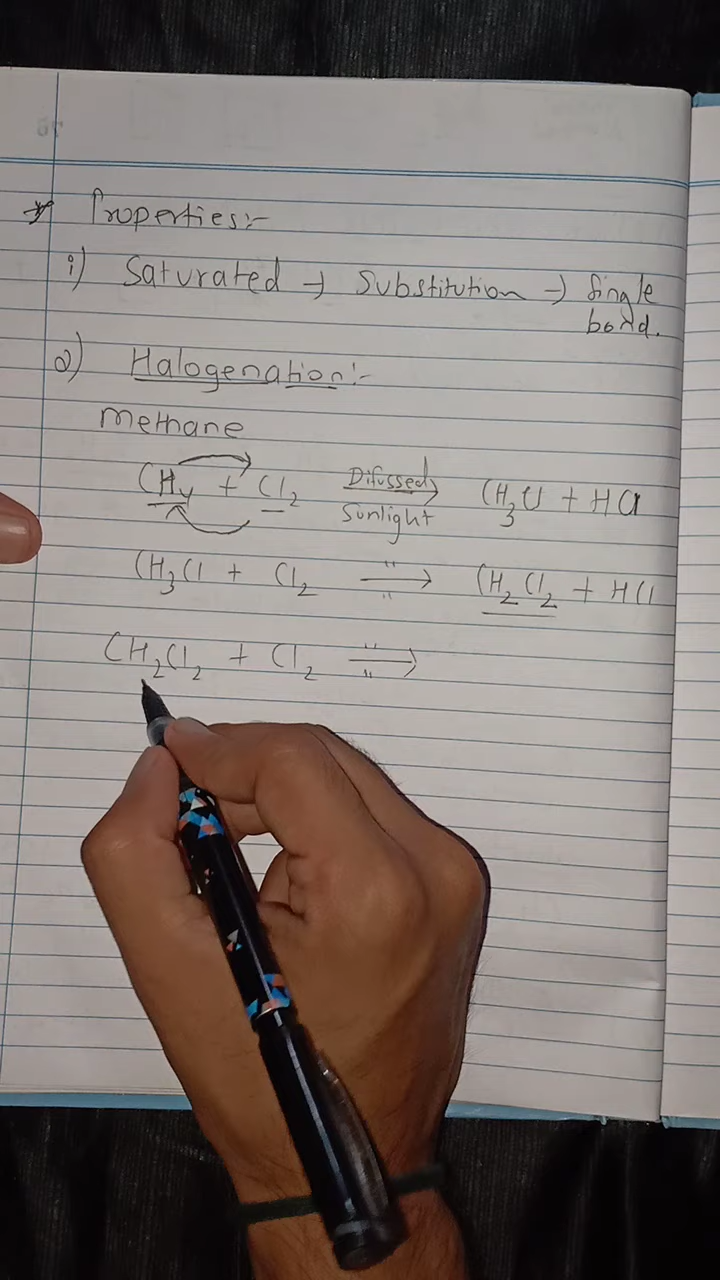 * Properties:-
i) Saturated → Substitution → Single
bond.
2) Halogenation:-
Methane
CH4 + Cl2 Difussed Sunlight → CH3Cl + HCl
CH3Cl + Cl2 " " → CH2Cl2 + HCl
CH2Cl2 + Cl2 " " →